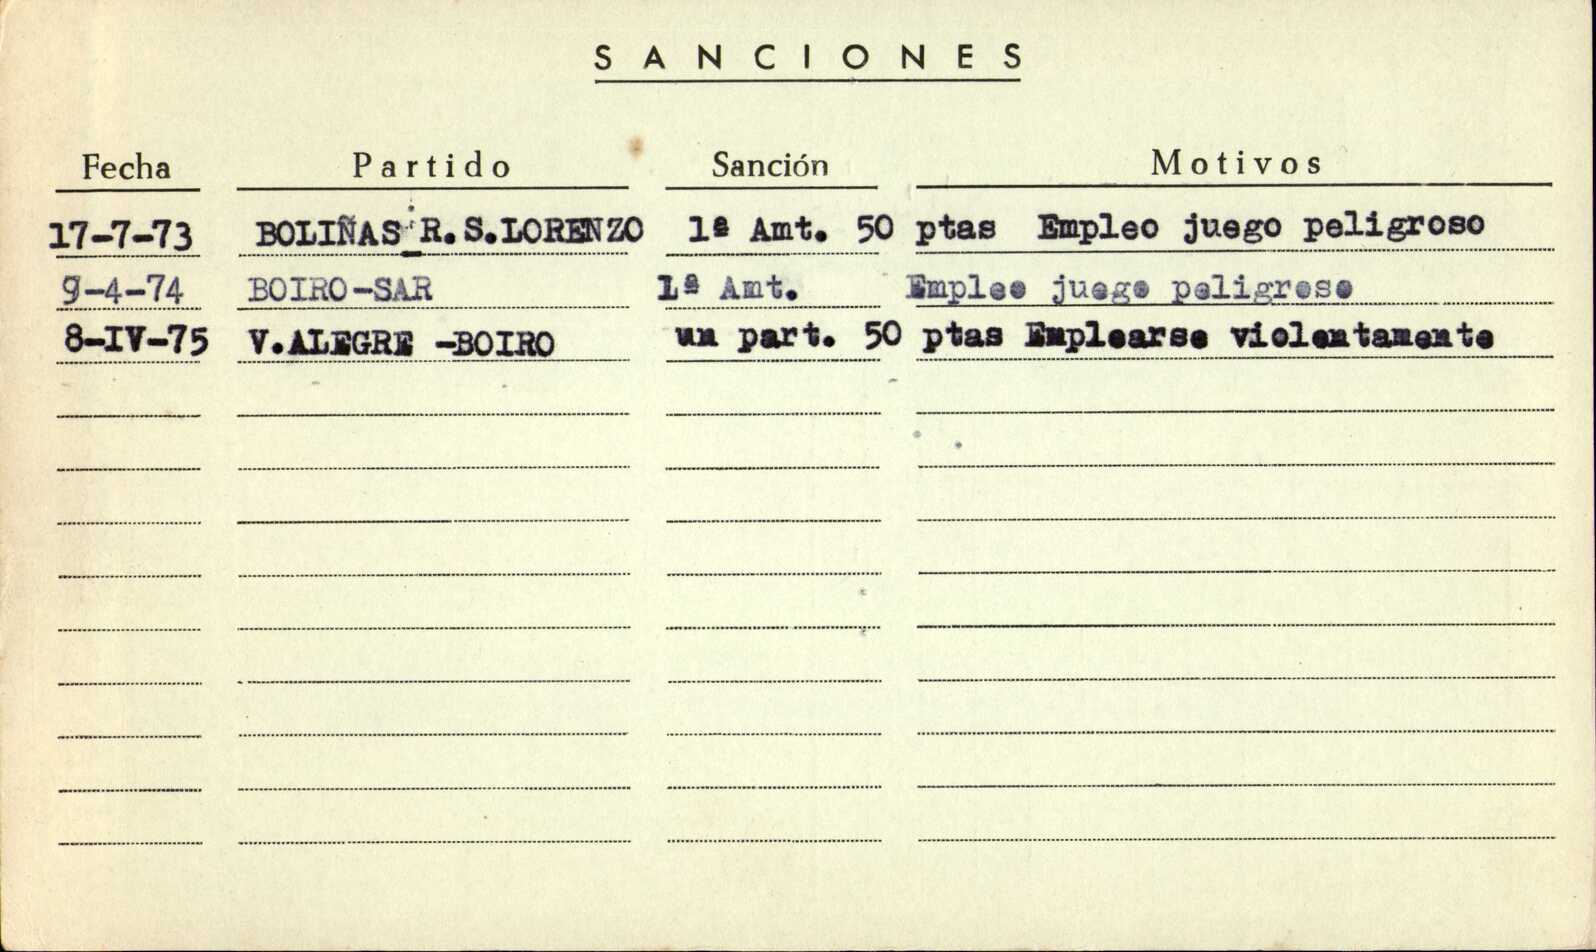 SANCIONES
Fecha Partido Sanción Motivos
17-7-73 BOLIÑAS R.S.LORENZO 1ª Amt. 50 ptas Empleo juego peligroso
9-4-74 BOIRO-SAR 1ª Amt. Empleo juego peligroso
8-IV-75 V.ALEGRE -BOIRO un part. 50 ptas Emplearse violentamente